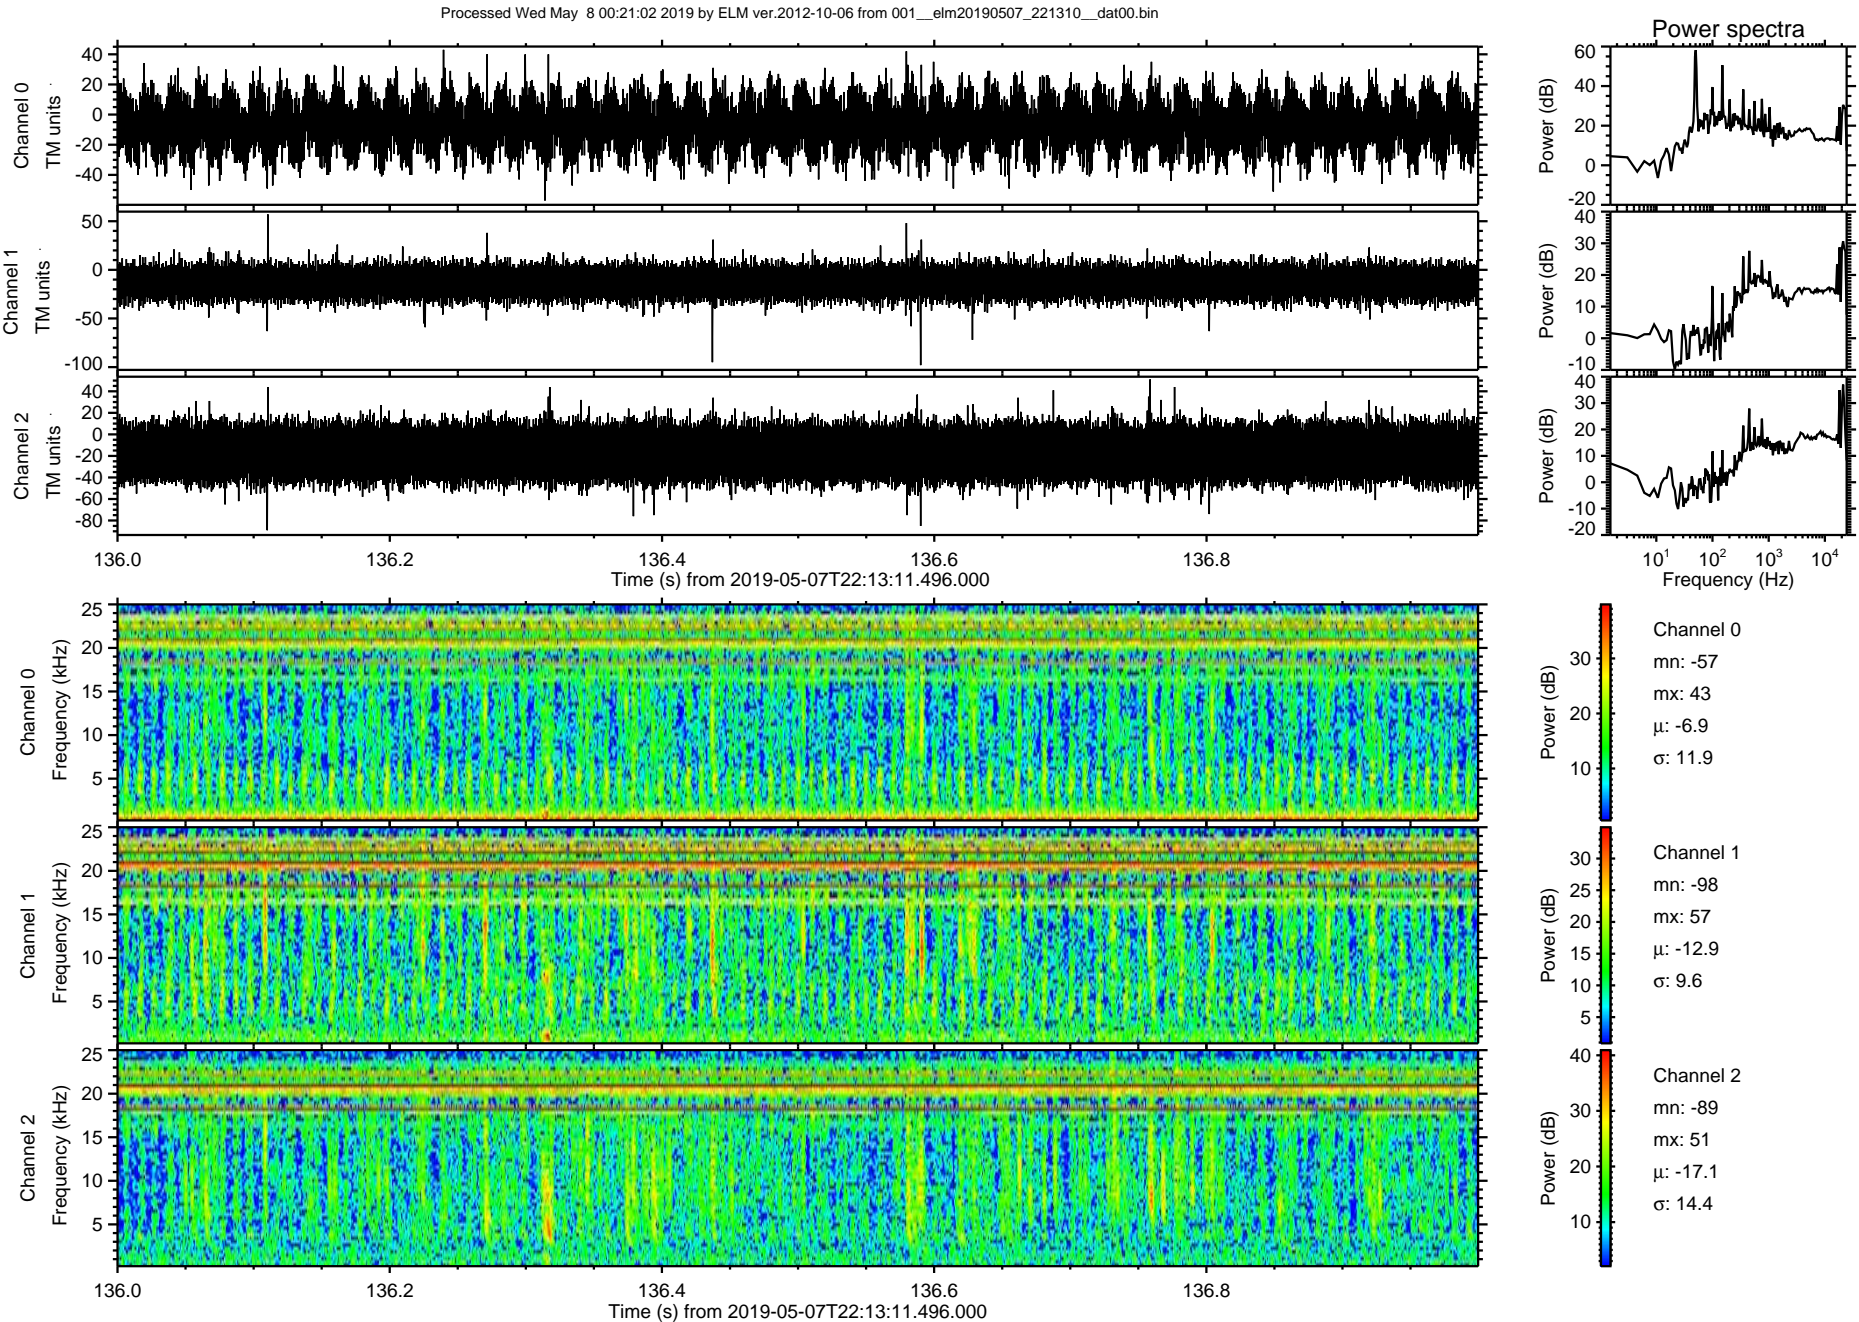 Processed Wed May  8 00:21:02 2019 by ELM ver.2012-10-06 from 001__elm20190507_221310__dat00.bin
Power spectra
Channel 0
TM units
40
20
0
-20
-40
Power (dB)
60
40
20
0
-20
Channel 1
TM units
50
0
-50
-100
Power (dB)
40
30
20
10
0
-10
Channel 2
TM units
40
20
0
-20
-40
-60
-80
Power (dB)
40
30
20
10
0
-10
-20
136.0 136.2 136.4 136.6 136.8
Time (s) from 2019-05-07T22:13:11.496.000
10^1 10^2 10^3 10^4
Frequency (Hz)
Channel 0
Frequency (kHz)
25
20
15
10
5
Power (dB)
30
20
10
Channel 0
mn: -57
mx: 43
μ: -6.9
σ: 11.9
Channel 1
Frequency (kHz)
25
20
15
10
5
Power (dB)
30
25
20
15
10
5
Channel 1
mn: -98
mx: 57
μ: -12.9
σ: 9.6
Channel 2
Frequency (kHz)
25
20
15
10
5
Power (dB)
40
30
20
10
Channel 2
mn: -89
mx: 51
μ: -17.1
σ: 14.4
136.0 136.2 136.4 136.6 136.8
Time (s) from 2019-05-07T22:13:11.496.000